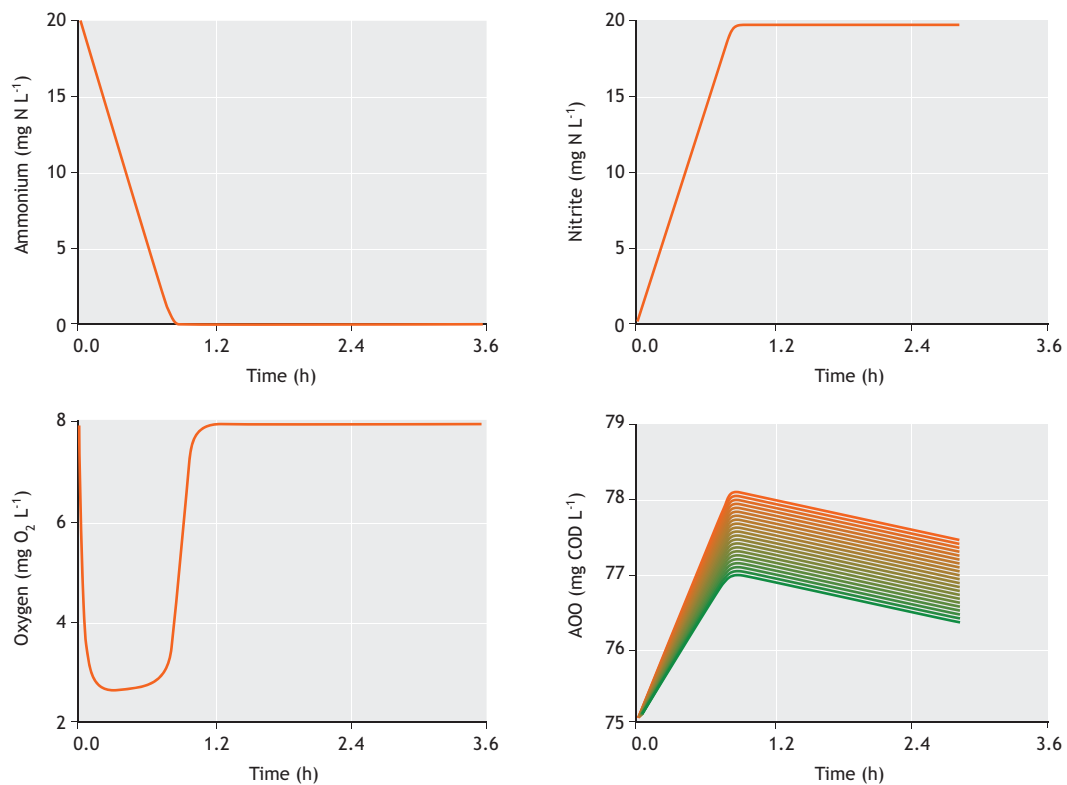 Ammonium (mg N L-1)
20
15
10
5
0
0.0 1.2 2.4 3.6
Time (h)
Nitrite (mg N L-1)
20
15
10
5
0
0.0 1.2 2.4 3.6
Time (h)
Oxygen (mg O2 L-1)
8
6
4
2
0.0 1.2 2.4 3.6
Time (h)
AOO (mg COD L-1)
79
78
77
76
75
0.0 1.2 2.4 3.6
Time (h)